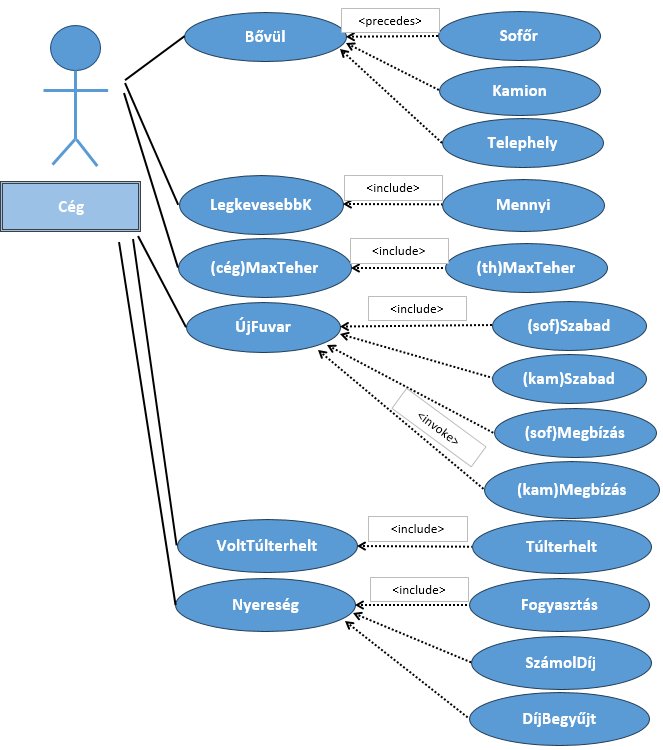 Bővül
<precedes>
Sofőr
Kamion
Telephely
Cég
LegkevesebbK
<include>
Mennyi
(cég)MaxTeher
<include>
(th)MaxTeher
ÚjFuvar
<include>
(sof)Szabad
(kam)Szabad
<invoke>
(sof)Megbízás
(kam)Megbízás
VoltTúlterhelt
<include>
Túlterhelt
Nyereség
<include>
Fogyasztás
SzámolDíj
DíjBegyűjt